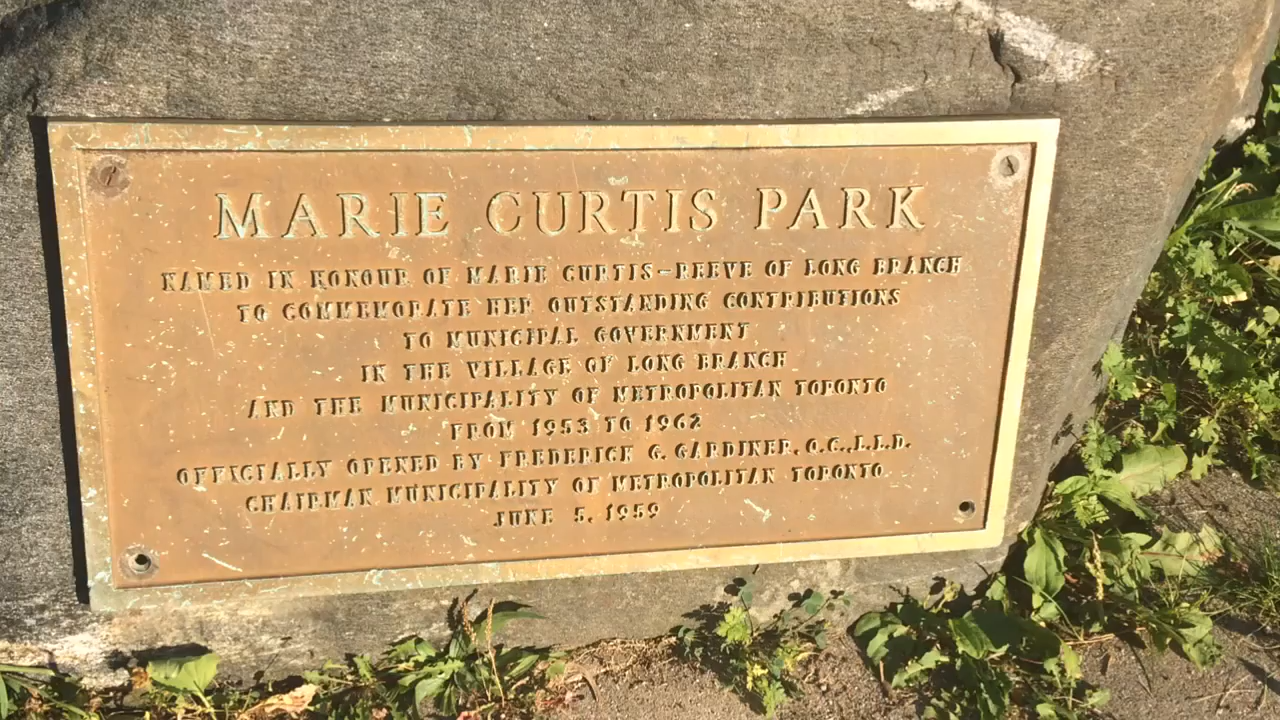 MARIE CURTIS PARK
NAMED IN HONOUR OF MARIE CURTIS-REEVE OF LONG BRANCH
TO COMMEMORATE HER OUTSTANDING CONTRIBUTIONS
TO MUNICIPAL GOVERNMENT
IN THE VILLAGE OF LONG BRANCH
AND THE MUNICIPALITY OF METROPOLITAN TORONTO
FROM 1953 TO 1962
OFFICIALLY OPENED BY FREDERICK G. GARDINER, Q.C., L.L.D.
CHAIRMAN MUNICIPALITY OF METROPOLITAN TORONTO
JUNE 5, 1959